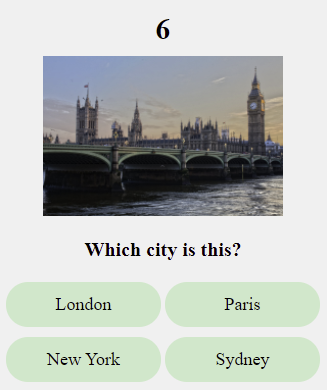 6
Which city is this?
London
Paris
New York
Sydney